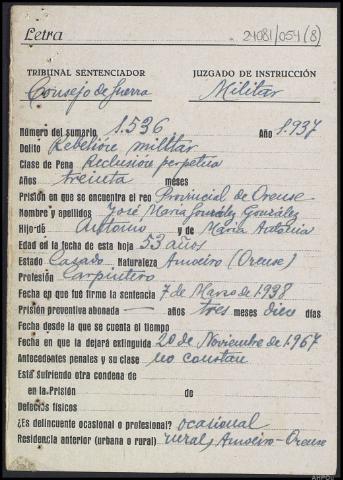 Letra 24081/054(8)
TRIBUNAL SENTENCIADOR JUZGADO DE INSTRUCCIÓN
Consejo de Guerra Militar
Número del sumario 1.536 Año 1.937
Delito Rebelión militar
Clase de Pena Reclusión perpetua
Años treinta meses
Prisión en que se encuentra el reo Provincial de Orense
Nombre y apellidos José María González González
Hijo de Antonio y de María Antonia
Edad en la fecha de esta hoja 53 años
Estado Casado Naturaleza Amoeiro (Orense)
Profesión Carpintero
Fecha en que fué firme la sentencia 7 de Marzo de 1938
Prisión preventiva abonada — años tres meses diez días
Fecha desde la que se cuenta el tiempo
Fecha en que la dejará extinguida 20 de Noviembre de 1.967
Antecedentes penales y su clase no constan
Está sufriendo otra condena de
en la Prisión de
Defectos físicos
¿Es delincuente ocasional o profesional? ocasional
Residencia anterior (urbana o rural) rural, Amoeiro-Orense
AHPOU